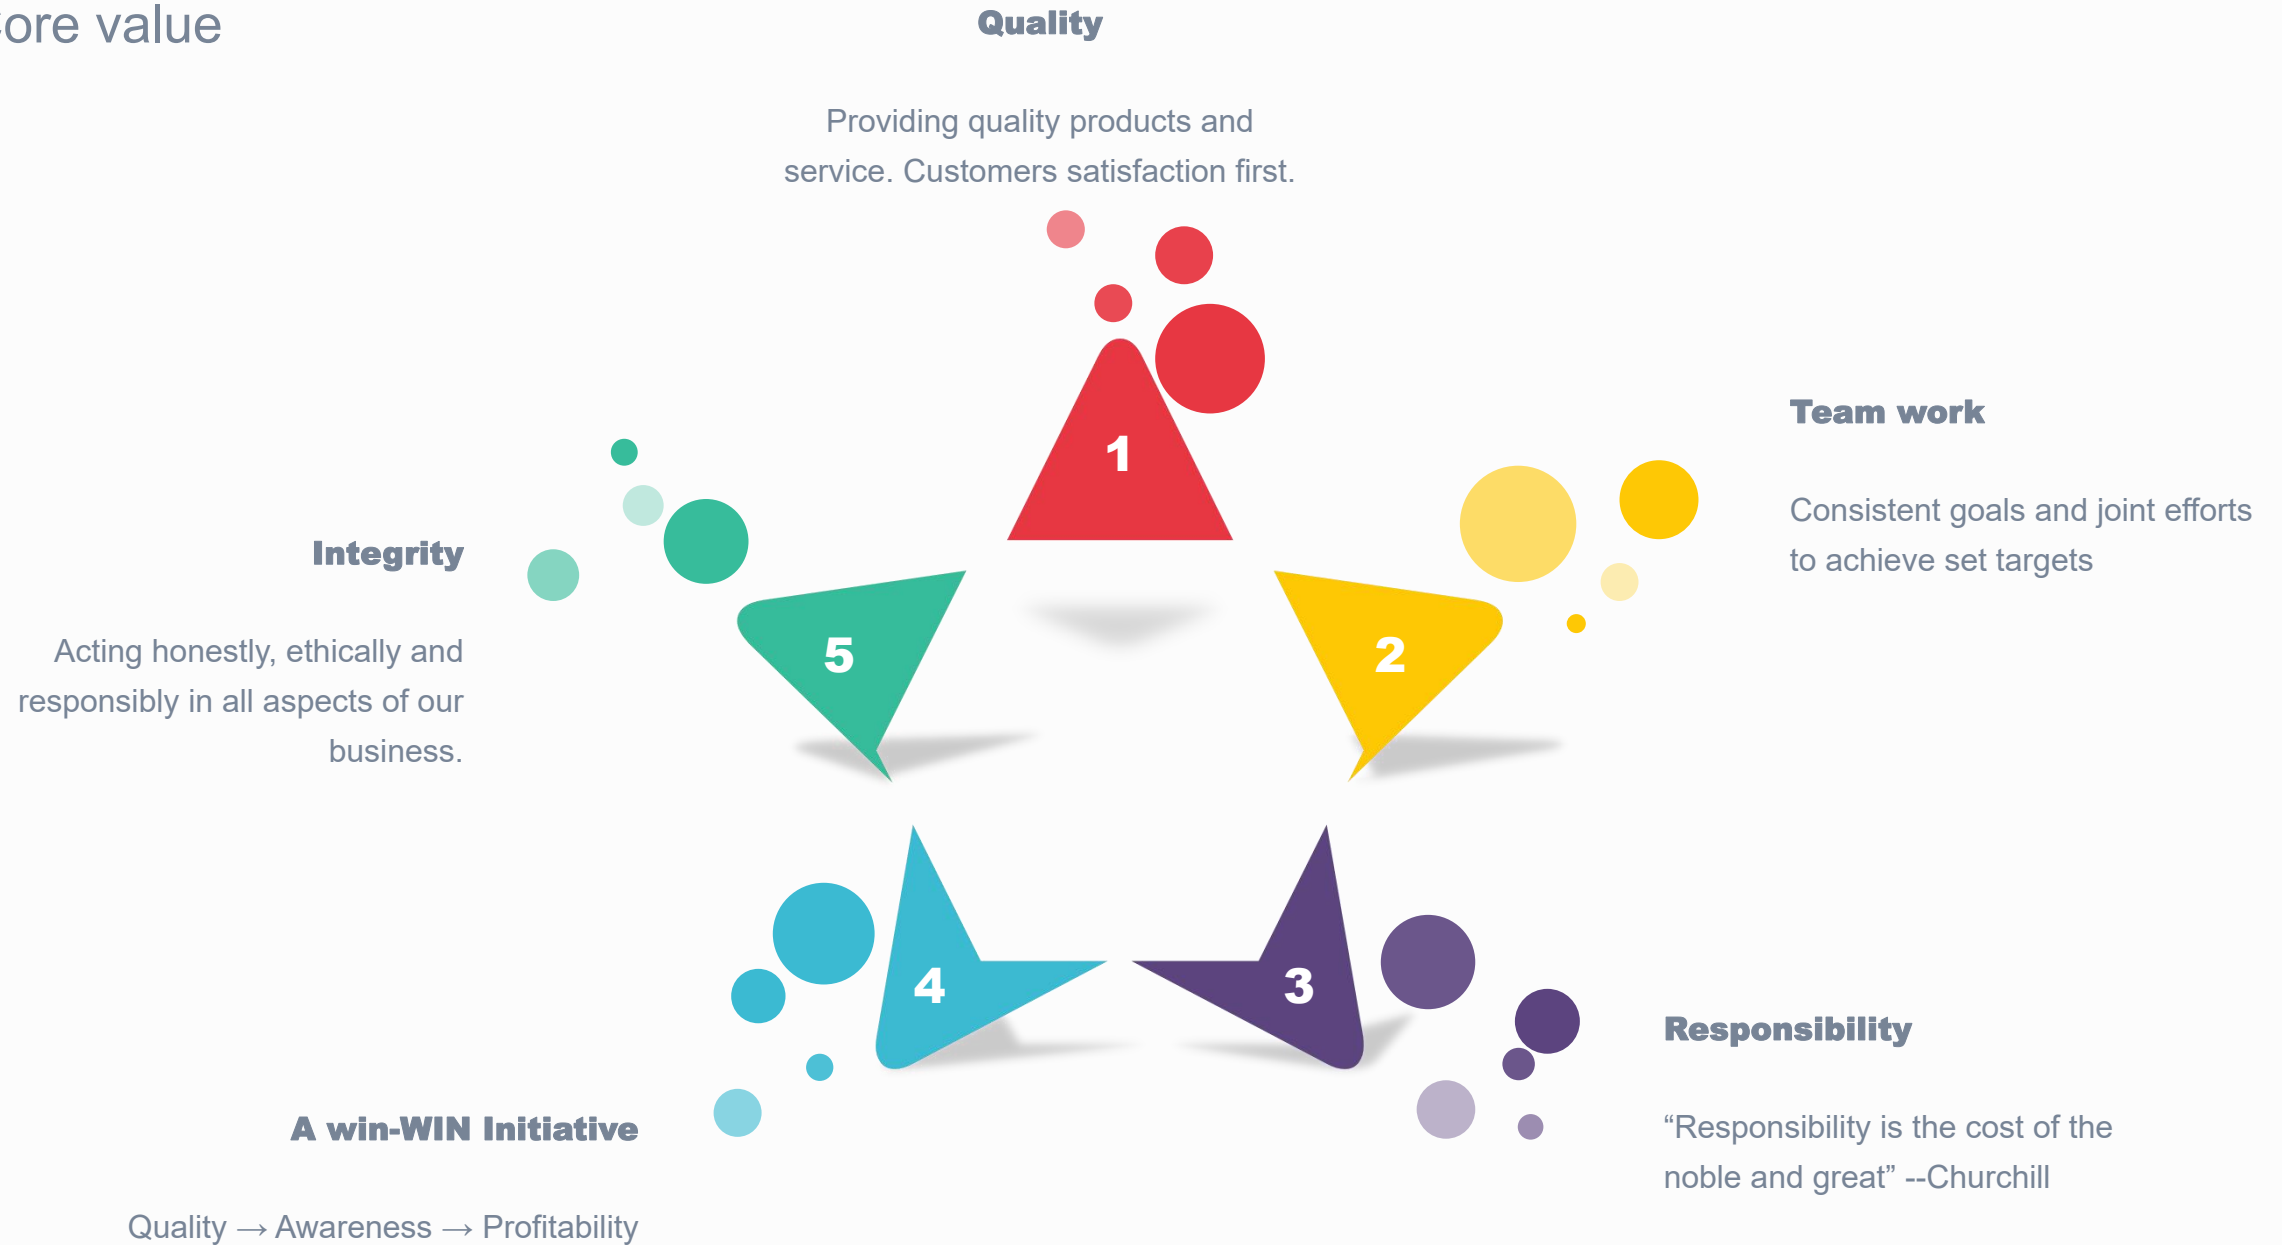 Core value
Quality
Providing quality products and
service. Customers satisfaction first.
1
Team work
Consistent goals and joint efforts
to achieve set targets
2
Responsibility
“Responsibility is the cost of the
noble and great” --Churchill
3
A win-WIN Initiative
Quality → Awareness → Profitability
4
Integrity
Acting honestly, ethically and
responsibly in all aspects of our
business.
5